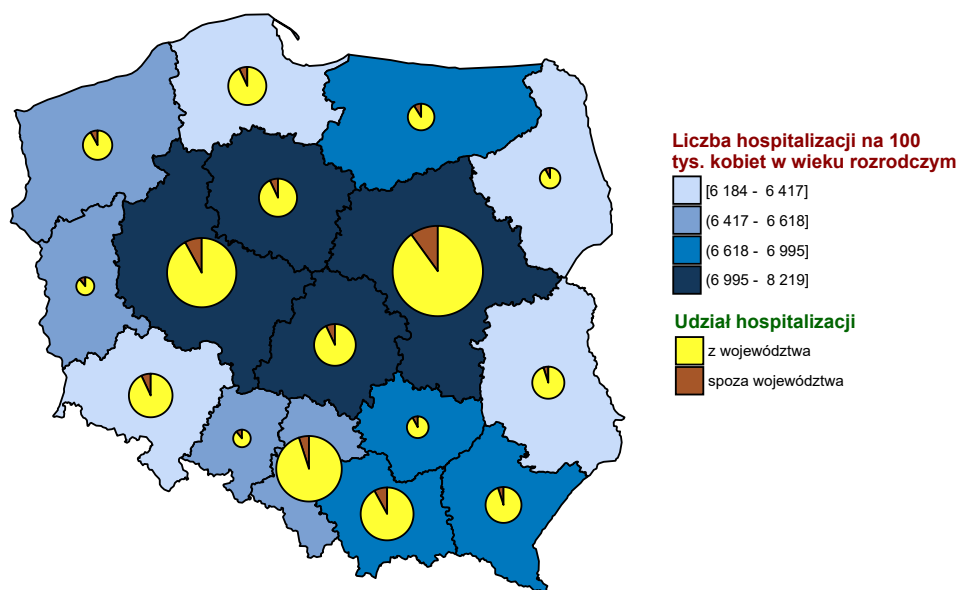 Liczba hospitalizacji na 100
tys. kobiet w wieku rozrodczym
[6 184 - 6 417]
(6 417 - 6 618]
(6 618 - 6 995]
(6 995 - 8 219]
Udział hospitalizacji
z województwa
spoza województwa